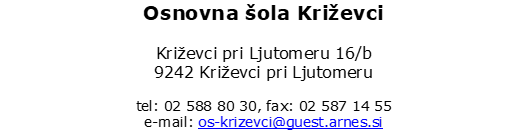 Osnovna šola Križevci
Križevci pri Ljutomeru 16/b
9242 Križevci pri Ljutomeru
tel: 02 588 80 30, fax: 02 587 14 55
e-mail: os-krizevci@guest.arnes.si